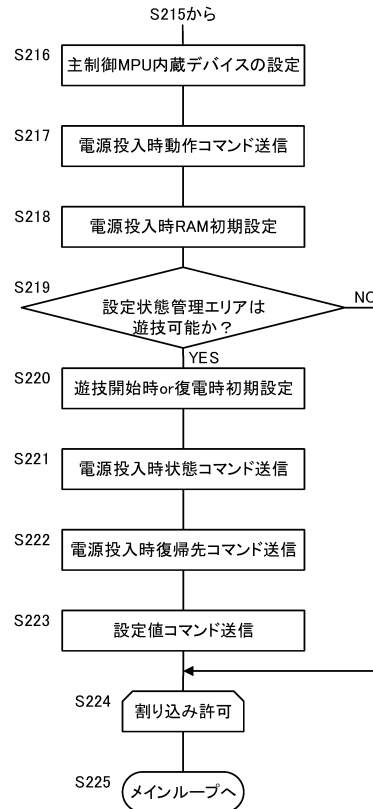 S215から
S216
主制御MPU内蔵デバイスの設定
S217
電源投入時動作コマンド送信
S218
電源投入時RAM初期設定
S219
設定状態管理エリアは
遊技可能か？
NO
YES
S220
遊技開始時or復電時初期設定
S221
電源投入時状態コマンド送信
S222
電源投入時復帰先コマンド送信
S223
設定値コマンド送信
S224
割り込み許可
S225
メインループへ